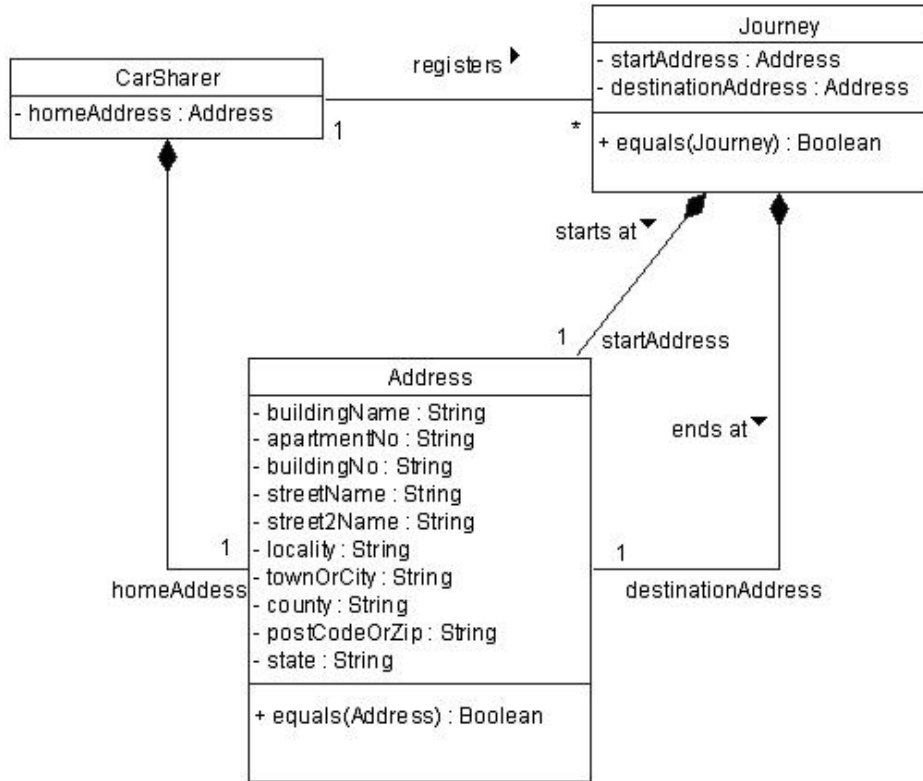 CarSharer
- homeAddress : Address
registers
1
*
Journey
- startAddress : Address
- destinationAddress : Address
+ equals(Journey) : Boolean
starts at
1
startAddress
ends at
1
destinationAddress
1
homeAddess
Address
- buildingName : String
- apartmentNo : String
- buildingNo : String
- streetName : String
- street2Name : String
- locality : String
- townOrCity : String
- county : String
- postCodeOrZip : String
- state : String
+ equals(Address) : Boolean